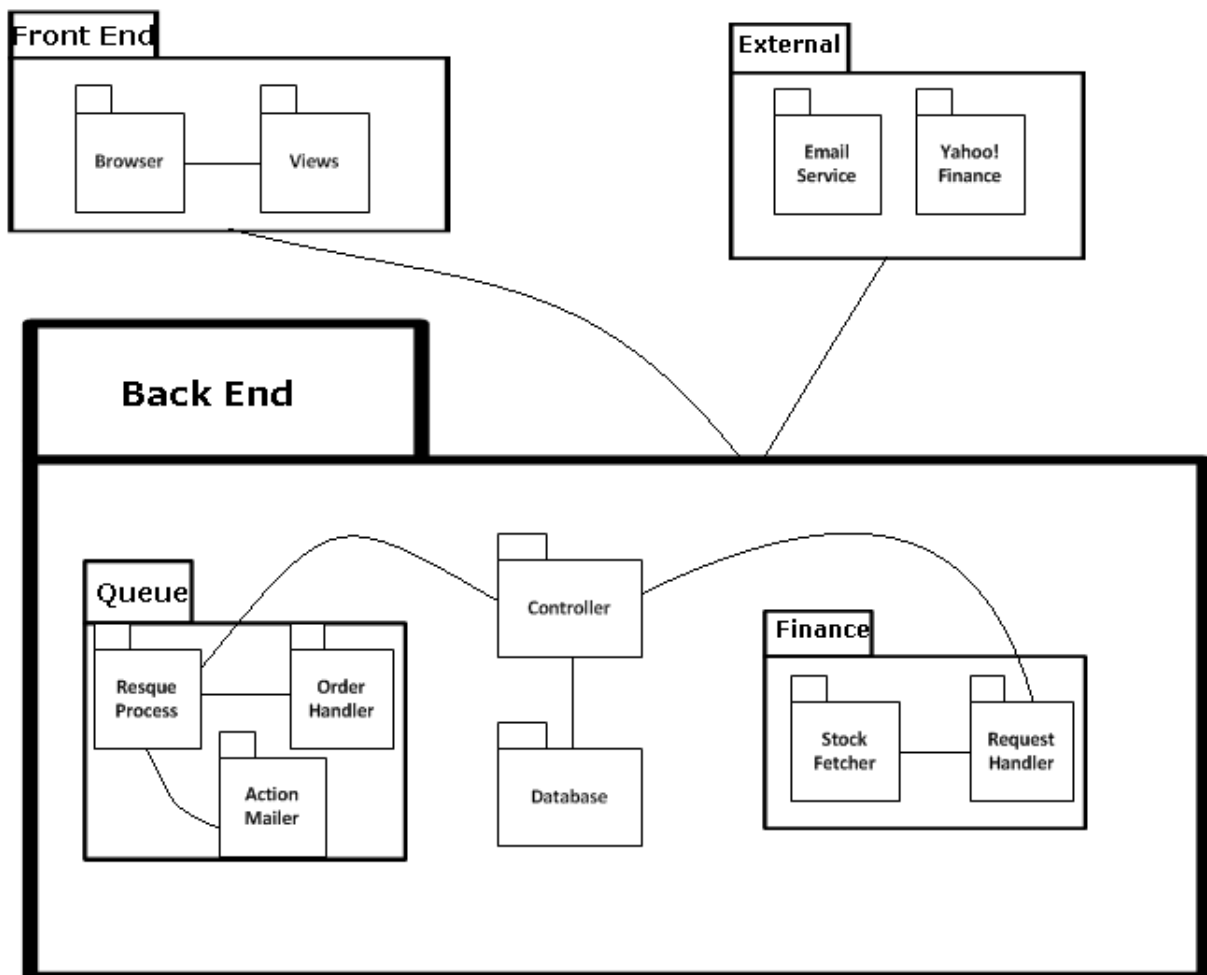 Front End
Browser
Views
External
Email
Service
Yahoo!
Finance
Back End
Queue
Resque
Process
Order
Handler
Action
Mailer
Controller
Database
Finance
Stock
Fetcher
Request
Handler